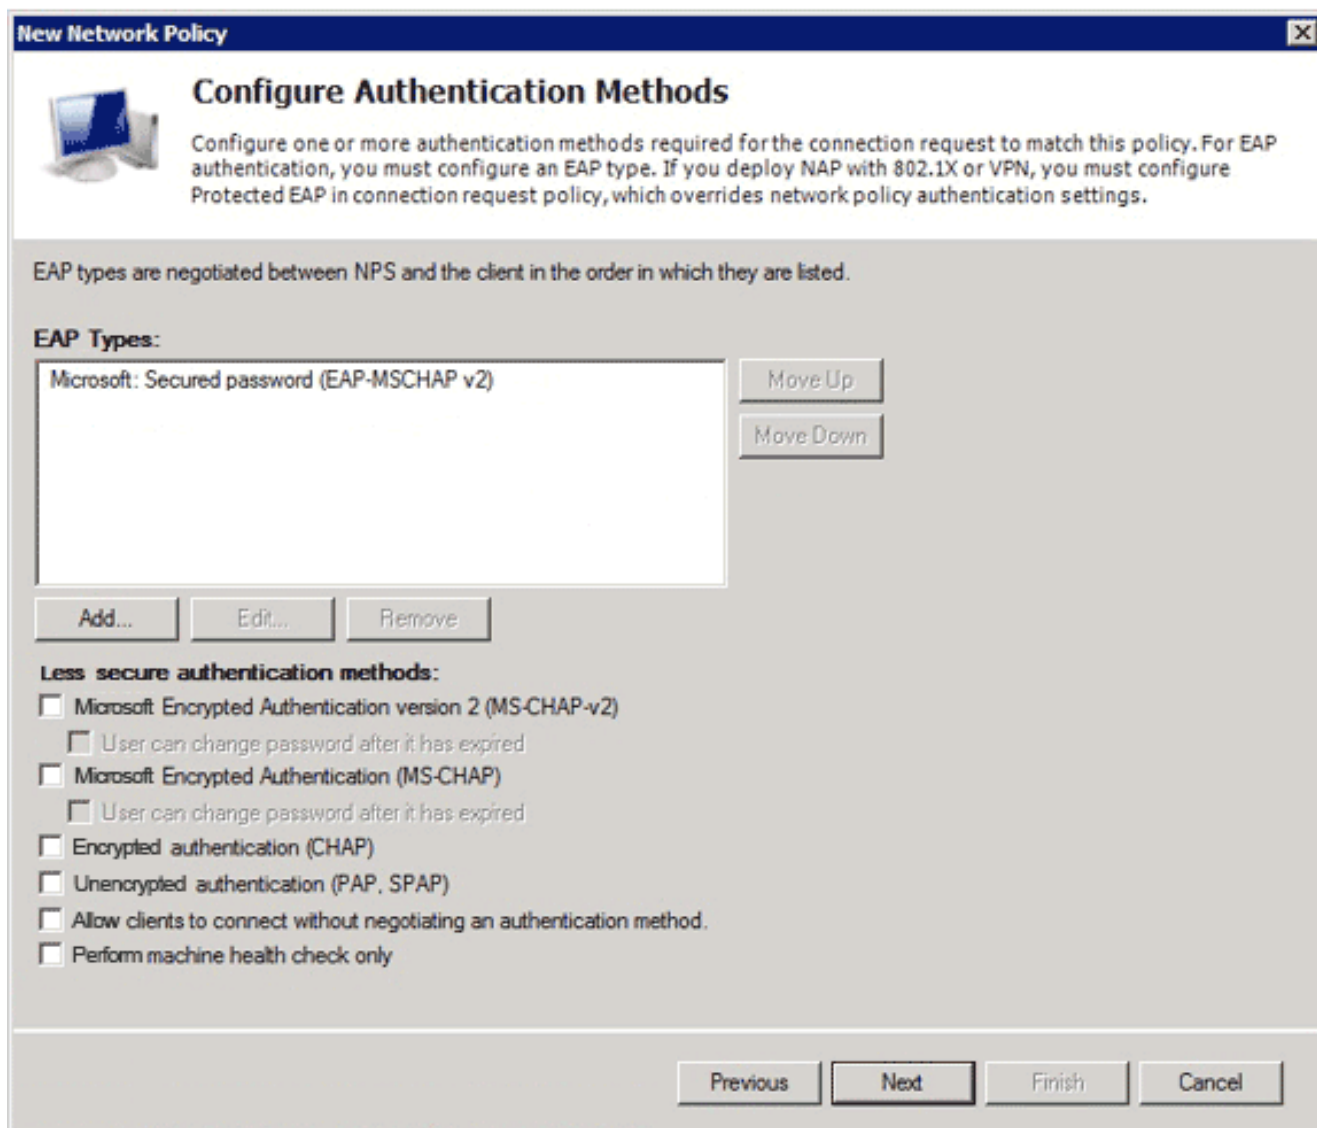 New Network Policy
Configure Authentication Methods
Configure one or more authentication methods required for the connection request to match this policy. For EAP
authentication, you must configure an EAP type. If you deploy NAP with 802.1X or VPN, you must configure
Protected EAP in connection request policy, which overrides network policy authentication settings.
EAP types are negotiated between NPS and the client in the order in which they are listed.
EAP Types:
Microsoft: Secured password (EAP-MSCHAP v2)
Move Up
Move Down
Add...
Edit...
Remove
Less secure authentication methods:
Microsoft Encrypted Authentication version 2 (MS-CHAP-v2)
User can change password after it has expired
Microsoft Encrypted Authentication (MS-CHAP)
User can change password after it has expired
Encrypted authentication (CHAP)
Unencrypted authentication (PAP, SPAP)
Allow clients to connect without negotiating an authentication method.
Perform machine health check only
Previous
Next
Finish
Cancel